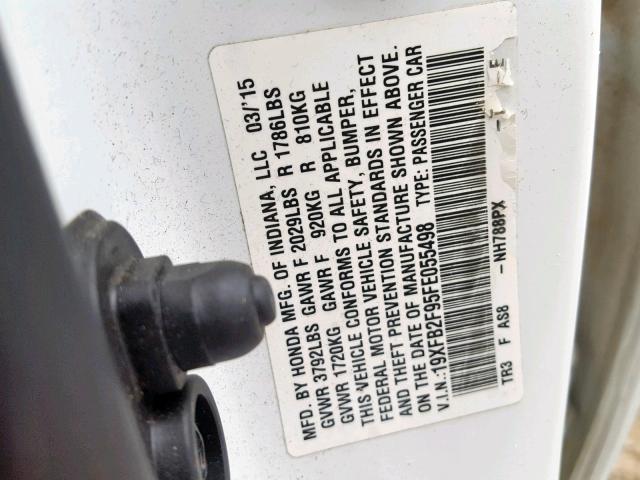 MFD. BY HONDA MFG. OF INDIANA, LLC 03/'15
GVWR 3792LBS GAWR F 2029LBS R 1786LBS
GVWR 1720KG GAWR F 920KG R 810KG
THIS VEHICLE CONFORMS TO ALL APPLICABLE
FEDERAL MOTOR VEHICLE SAFETY, BUMPER,
AND THEFT PREVENTION STANDARDS IN EFFECT
ON THE DATE OF MANUFACTURE SHOWN ABOVE.
V.I.N.:19XFB2F95FE055498 TYPE: PASSENGER CAR
TR3 F AS8 - NH788PX